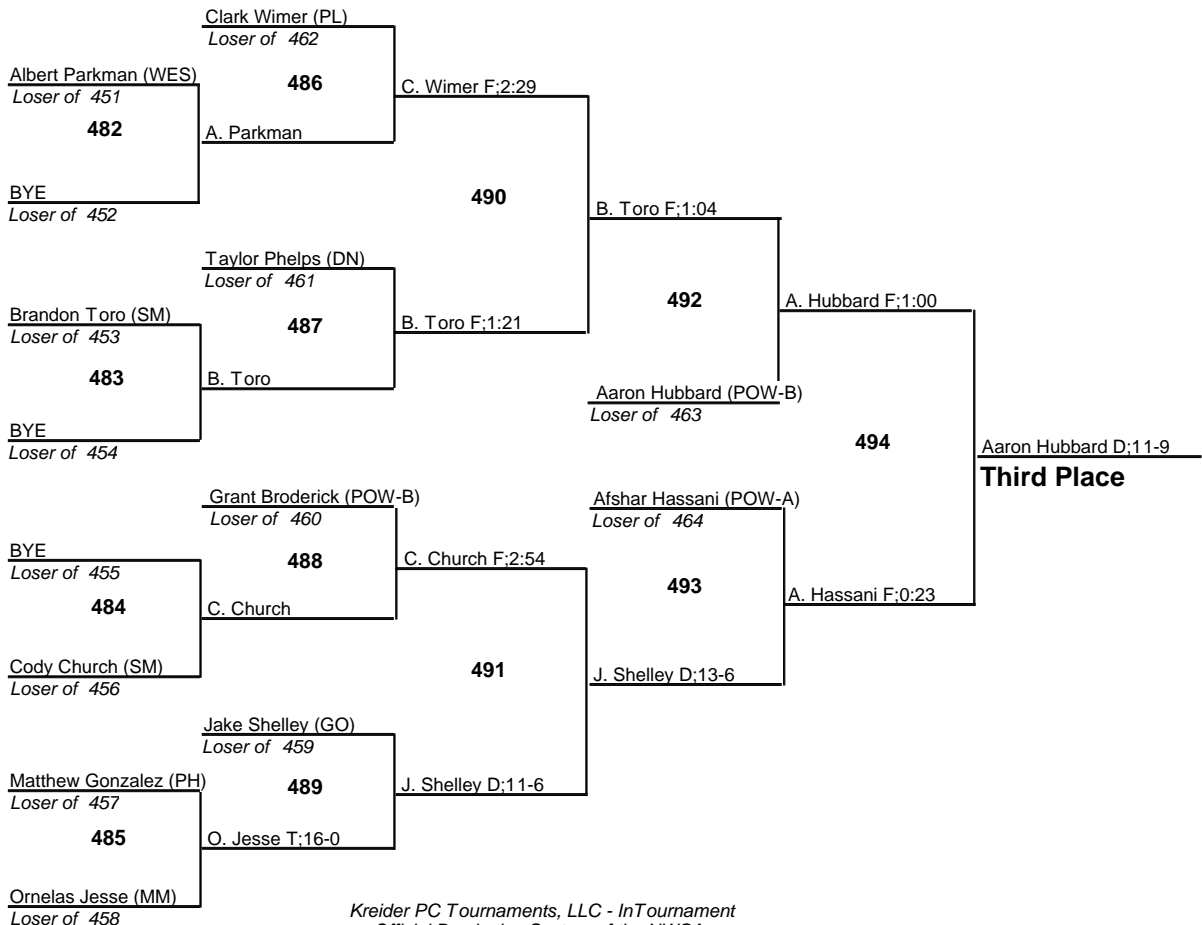 Clark Wimer (PL)
Loser of 462
Albert Parkman (WES)
Loser of 451
486
C. Wimer F;2:29
482
A. Parkman
BYE
Loser of 452
490
B. Toro F;1:04
Taylor Phelps (DN)
Loser of 461
Brandon Toro (SM)
Loser of 453
487
B. Toro F;1:21
492
A. Hubbard F;1:00
483
B. Toro
Aaron Hubbard (POW-B)
Loser of 463
BYE
Loser of 454
494
Aaron Hubbard D;11-9
Third Place
Grant Broderick (POW-B)
Loser of 460
Afshar Hassani (POW-A)
Loser of 464
BYE
Loser of 455
488
C. Church F;2:54
493
A. Hassani F;0:23
484
C. Church
Cody Church (SM)
Loser of 456
491
J. Shelley D;13-6
Jake Shelley (GO)
Loser of 459
Matthew Gonzalez (PH)
Loser of 457
489
J. Shelley D;11-6
485
O. Jesse T;16-0
Ornelas Jesse (MM)
Loser of 458
Kreider PC Tournaments, LLC - InTournament